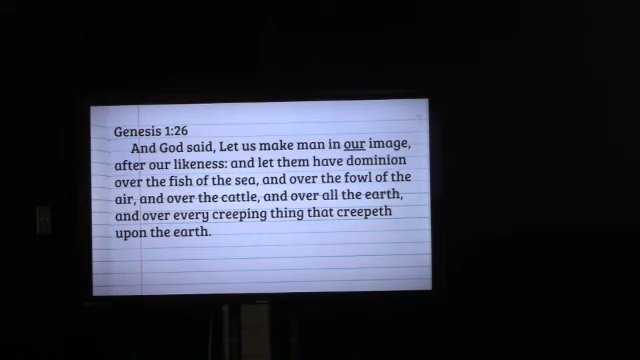 Genesis 1:26
And God said, Let us make man in our image,
after our likeness: and let them have dominion
over the fish of the sea, and over the fowl of the
air, and over the cattle, and over all the earth,
and over every creeping thing that creepeth
upon the earth.